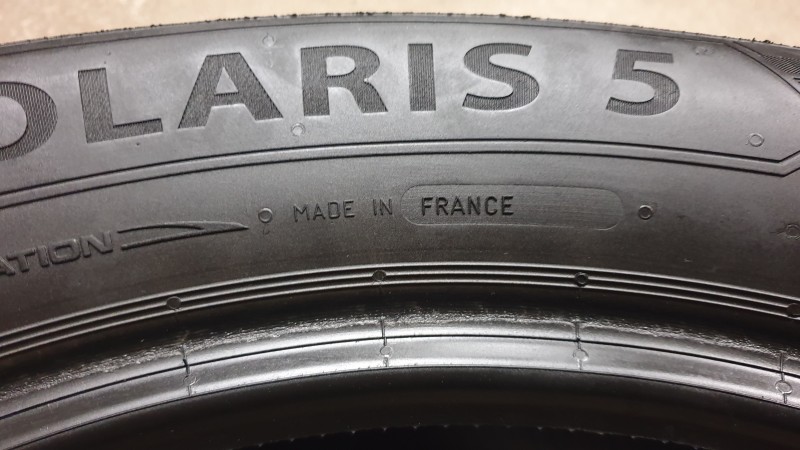 OLARIS 5
MADE IN FRANCE
ATION